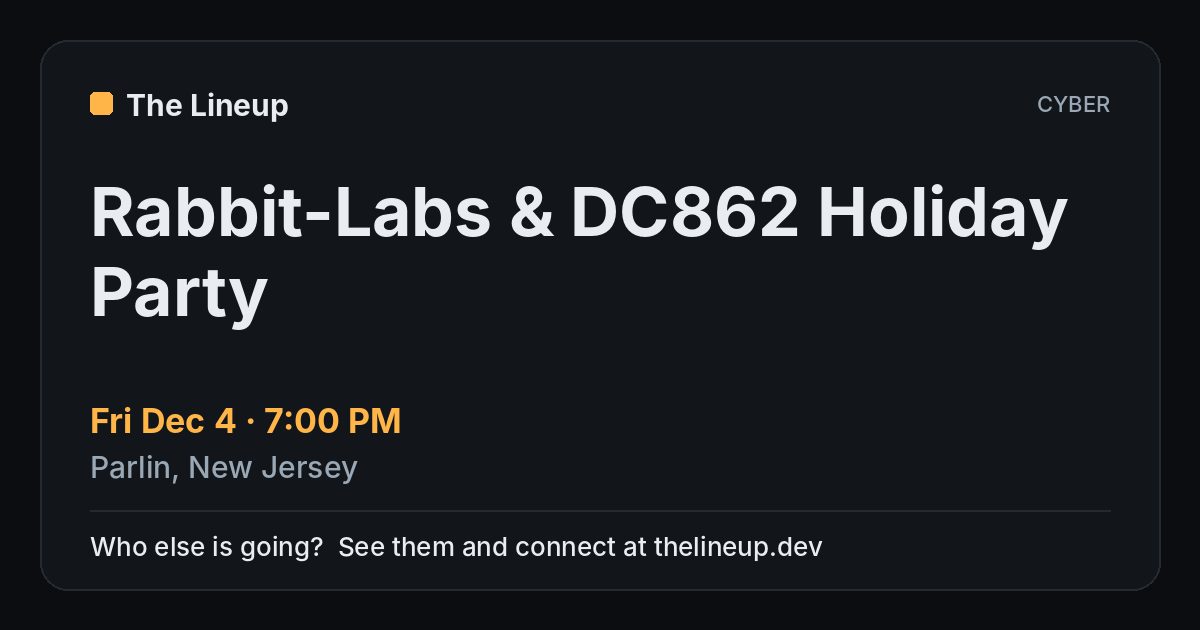 The Lineup
CYBER
Rabbit-Labs & DC862 Holiday
Party
Fri Dec 4 · 7:00 PM
Parlin, New Jersey
Who else is going? See them and connect at thelineup.dev